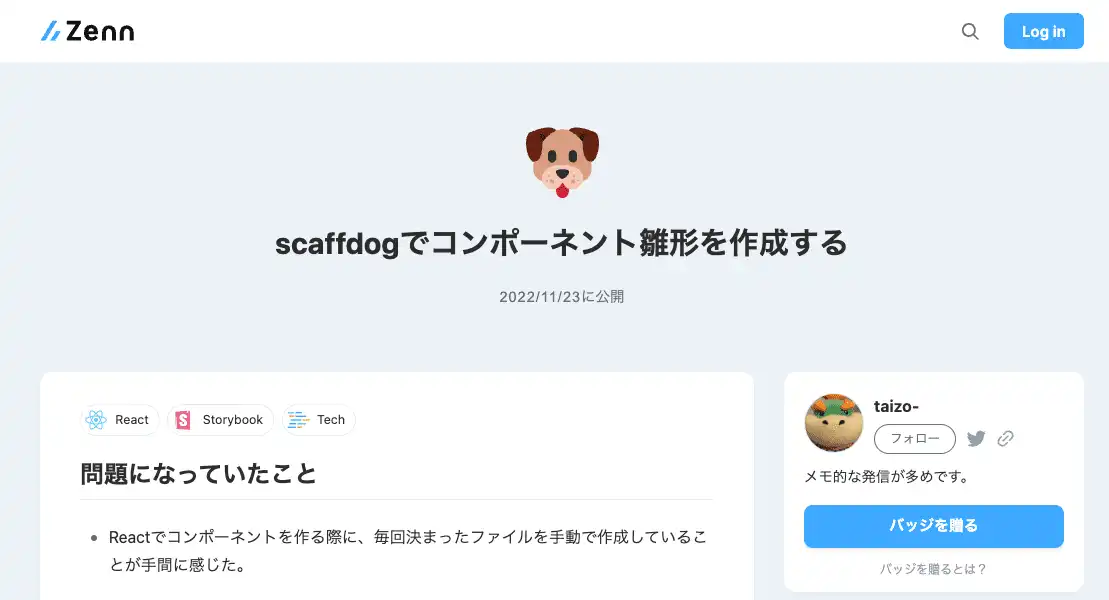 Zenn
Log in
scaffdogでコンポーネント雛形を作成する
2022/11/23に公開
React
Storybook
Tech
問題になっていたこと
Reactでコンポーネントを作る際に、毎回決まったファイルを手動で作成しているこ
とが手間に感じた。
taizo-
フォロー
メモ的な発信が多めです。
バッジを贈る
バッジを贈るとは？